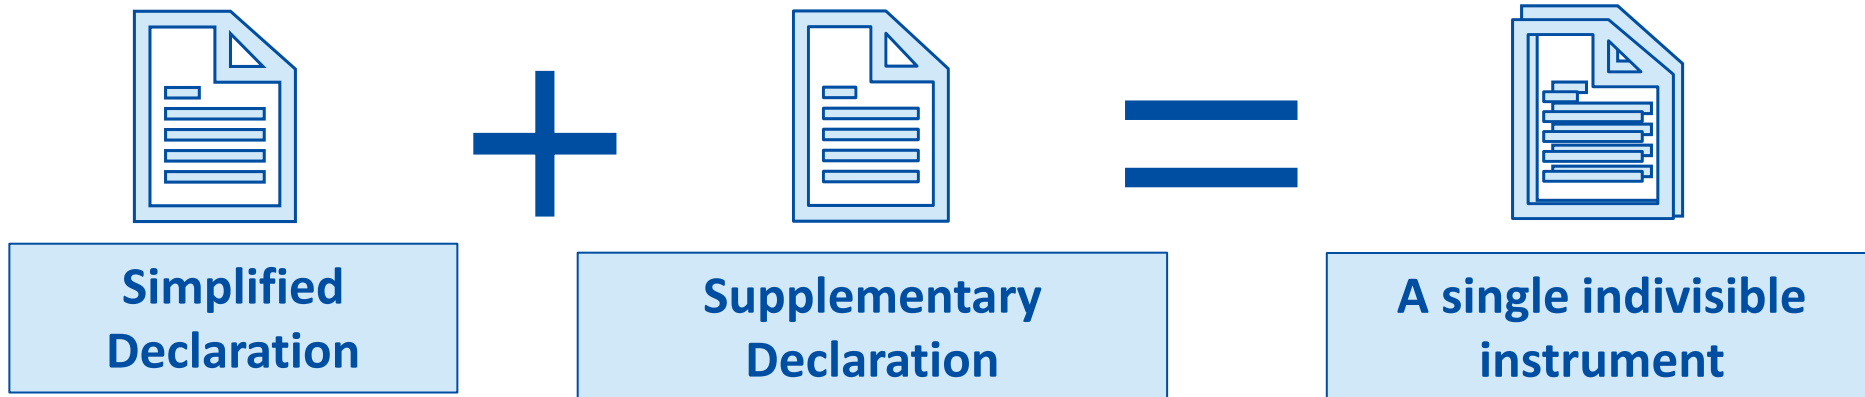 Simplified
Declaration
Supplementary
Declaration
A single indivisible
instrument